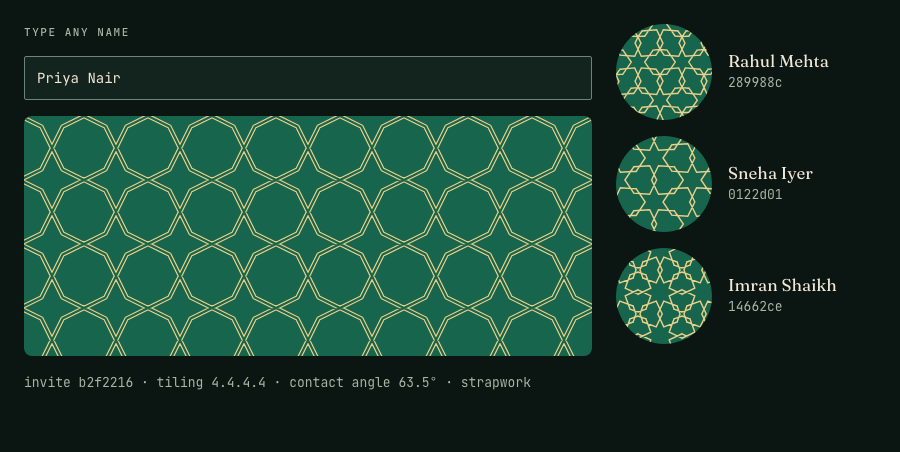 TYPE ANY NAME
Priya Nair
invite b2f2216 · tiling 4.4.4.4 · contact angle 63.5° · strapwork
Rahul Mehta
289988c
Sneha Iyer
0122d01
Imran Shaikh
14662ce